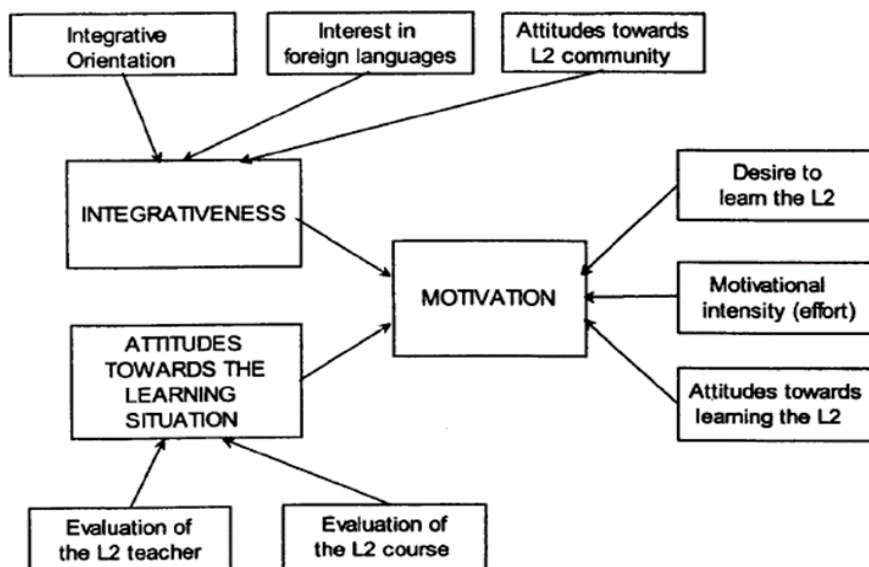 Integrative
Orientation
Interest in
foreign languages
Attitudes towards
L2 community
INTEGRATIVENESS
Desire to
learn the L2
MOTIVATION
Motivational
intensity (effort)
ATTITUDES
TOWARDS THE
LEARNING
SITUATION
Attitudes towards
learning the L2
Evaluation of
the L2 teacher
Evaluation of
the L2 course